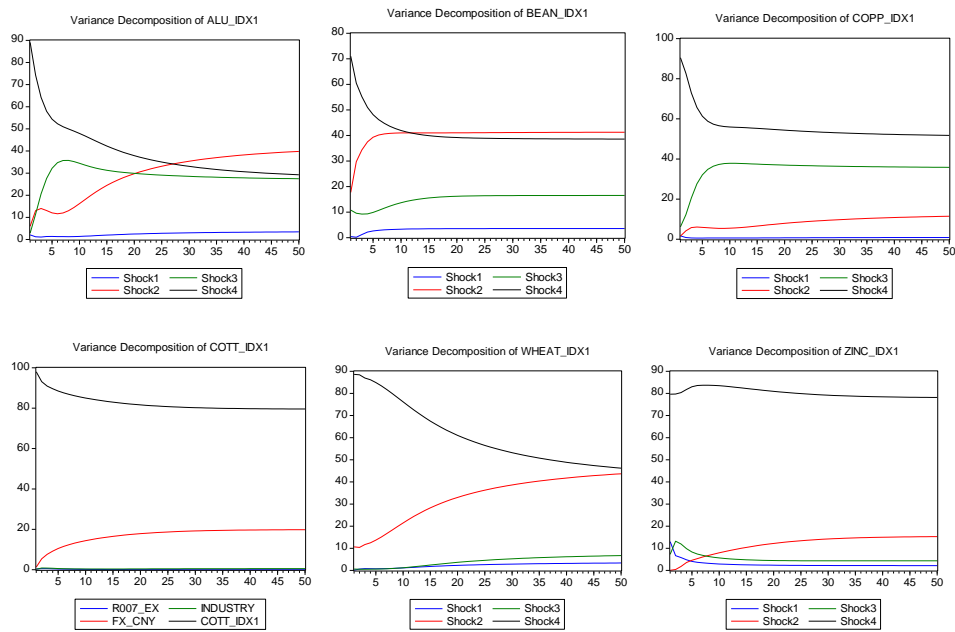 Variance Decomposition of ALU_IDX1
90
80
70
60
50
40
30
20
10
0
5 10 15 20 25 30 35 40 45 50
Shock1 Shock3
Shock2 Shock4
Variance Decomposition of BEAN_IDX1
80
70
60
50
40
30
20
10
0
5 10 15 20 25 30 35 40 45 50
Shock1 Shock3
Shock2 Shock4
Variance Decomposition of COPP_IDX1
100
80
60
40
20
0
5 10 15 20 25 30 35 40 45 50
Shock1 Shock3
Shock2 Shock4
Variance Decomposition of COTT_IDX1
100
80
60
40
20
0
5 10 15 20 25 30 35 40 45 50
R007_EX INDUSTRY
FX_CNY COTT_IDX1
Variance Decomposition of WHEAT_IDX1
90
80
70
60
50
40
30
20
10
0
5 10 15 20 25 30 35 40 45 50
Shock1 Shock3
Shock2 Shock4
Variance Decomposition of ZINC_IDX1
90
80
70
60
50
40
30
20
10
0
5 10 15 20 25 30 35 40 45 50
Shock1 Shock3
Shock2 Shock4